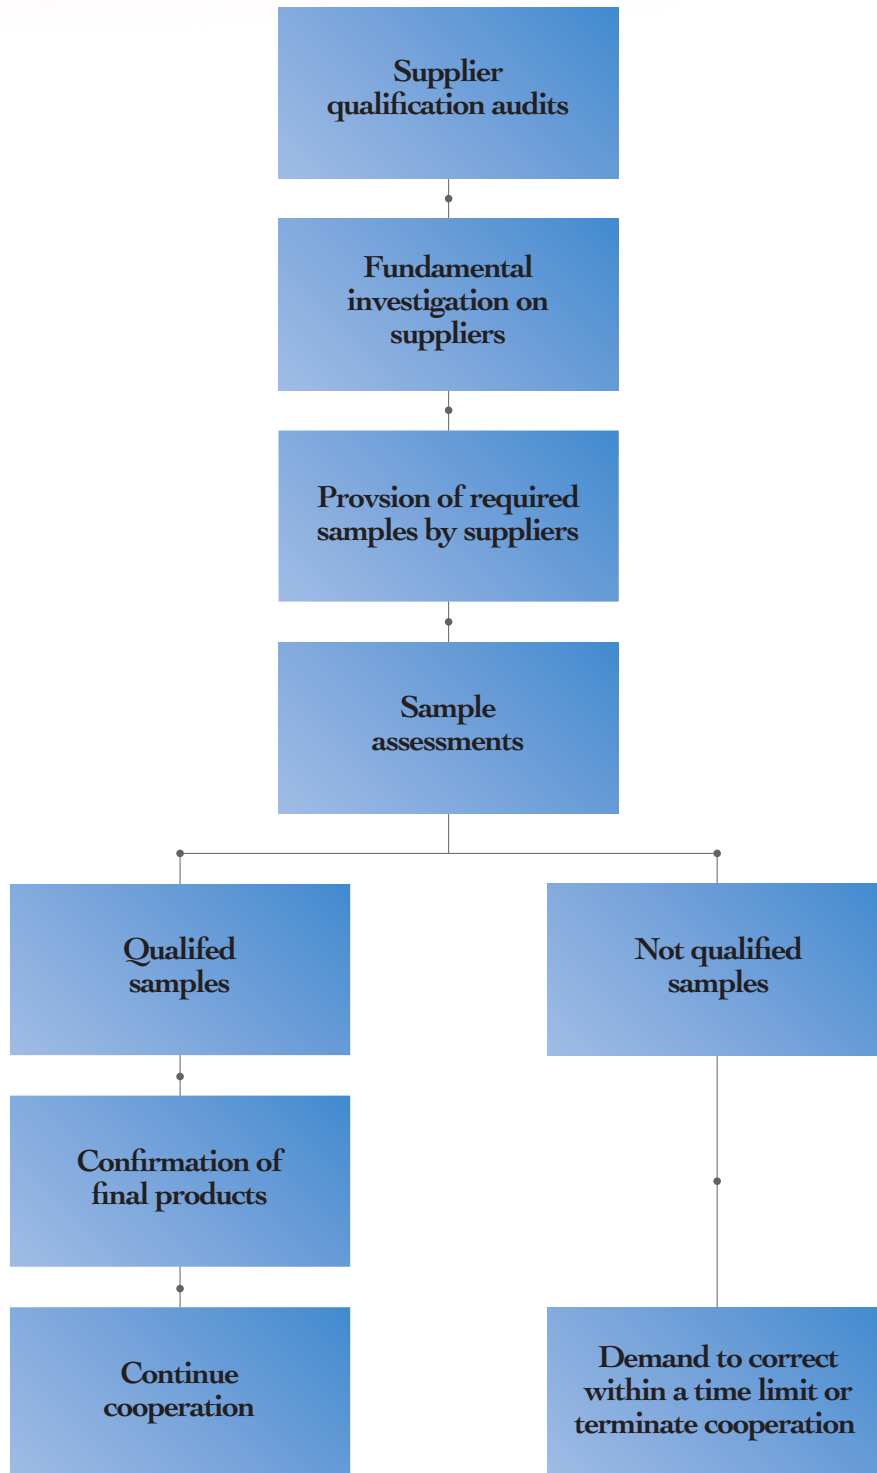 Supplier
qualification audits
Fundamental
investigation on
suppliers
Provsion of required
samples by suppliers
Sample
assessments
Qualifed
samples
Not qualified
samples
Confirmation of
final products
Continue
cooperation
Demand to correct
within a time limit or
terminate cooperation